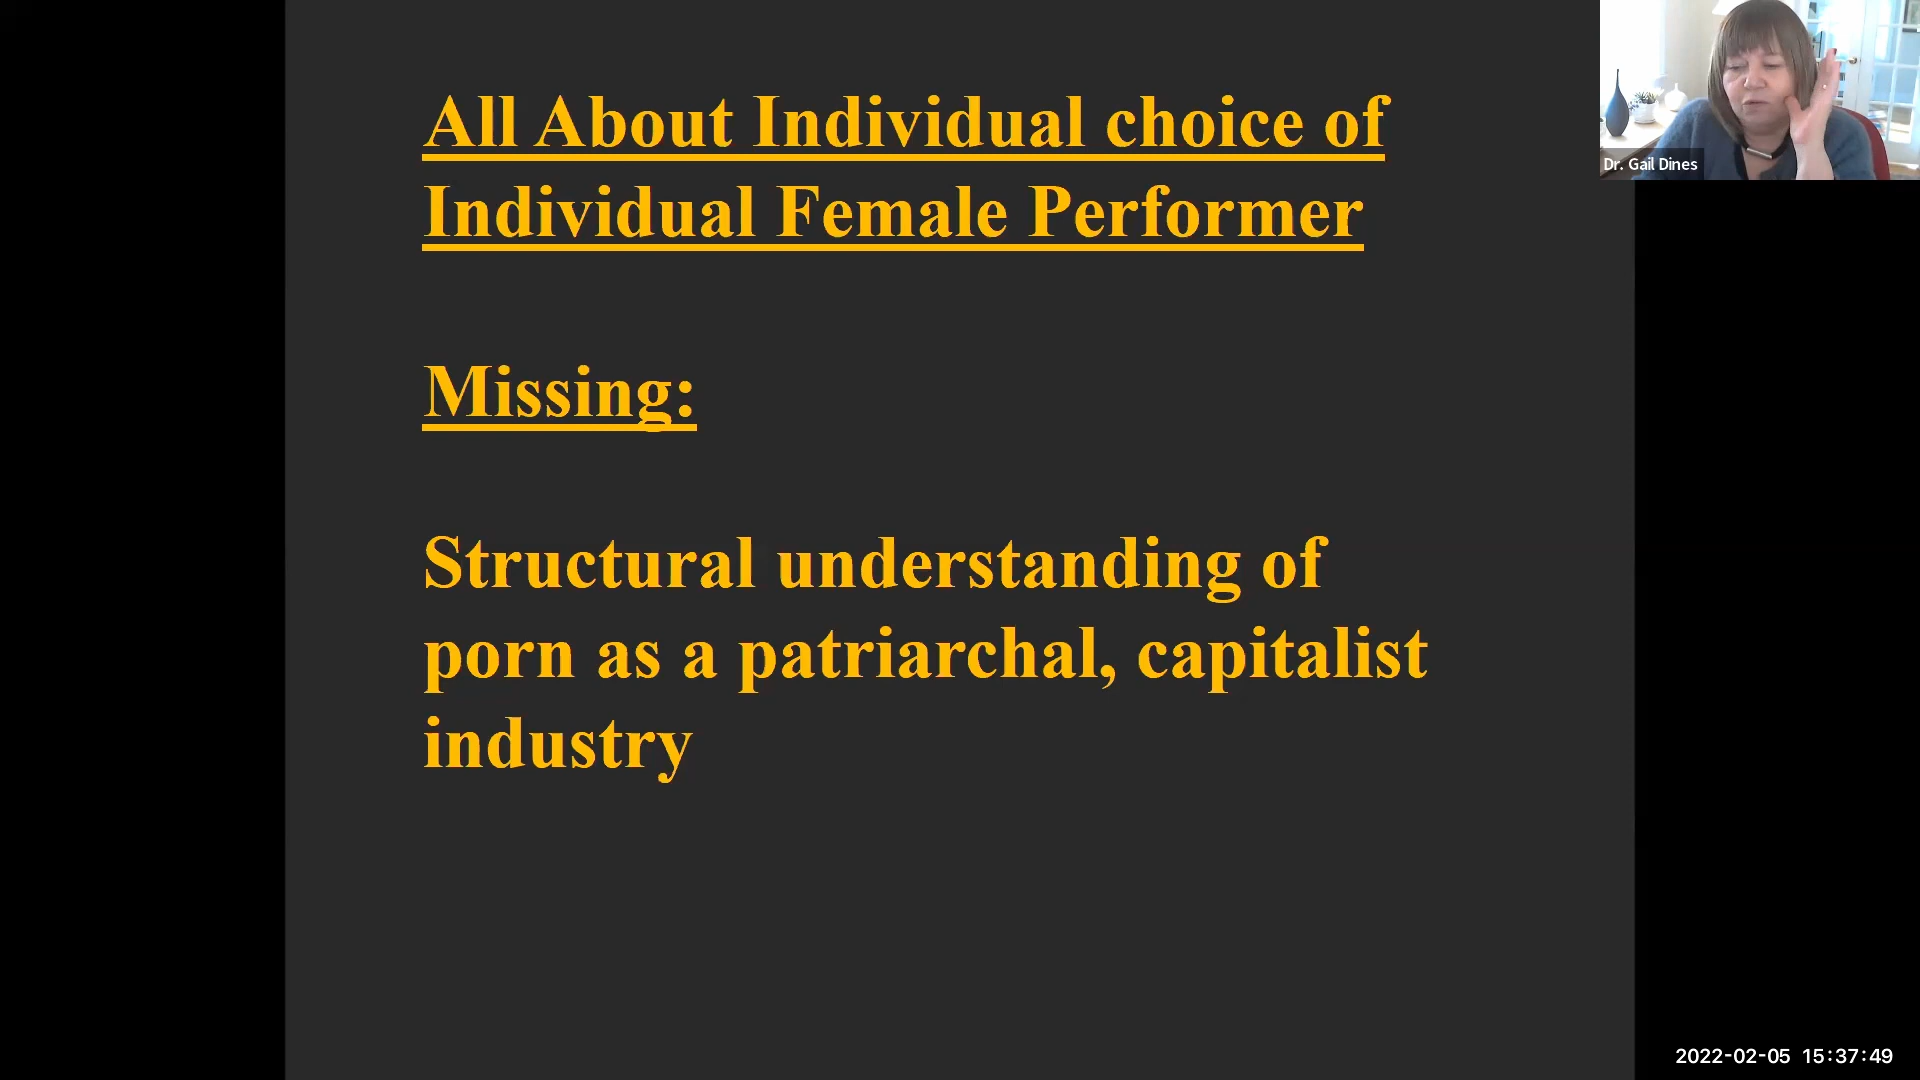 All About Individual choice of
Individual Female Performer
Missing:
Structural understanding of
porn as a patriarchal, capitalist
industry
Dr. Gail Dines
2022-02-05 15:37:49